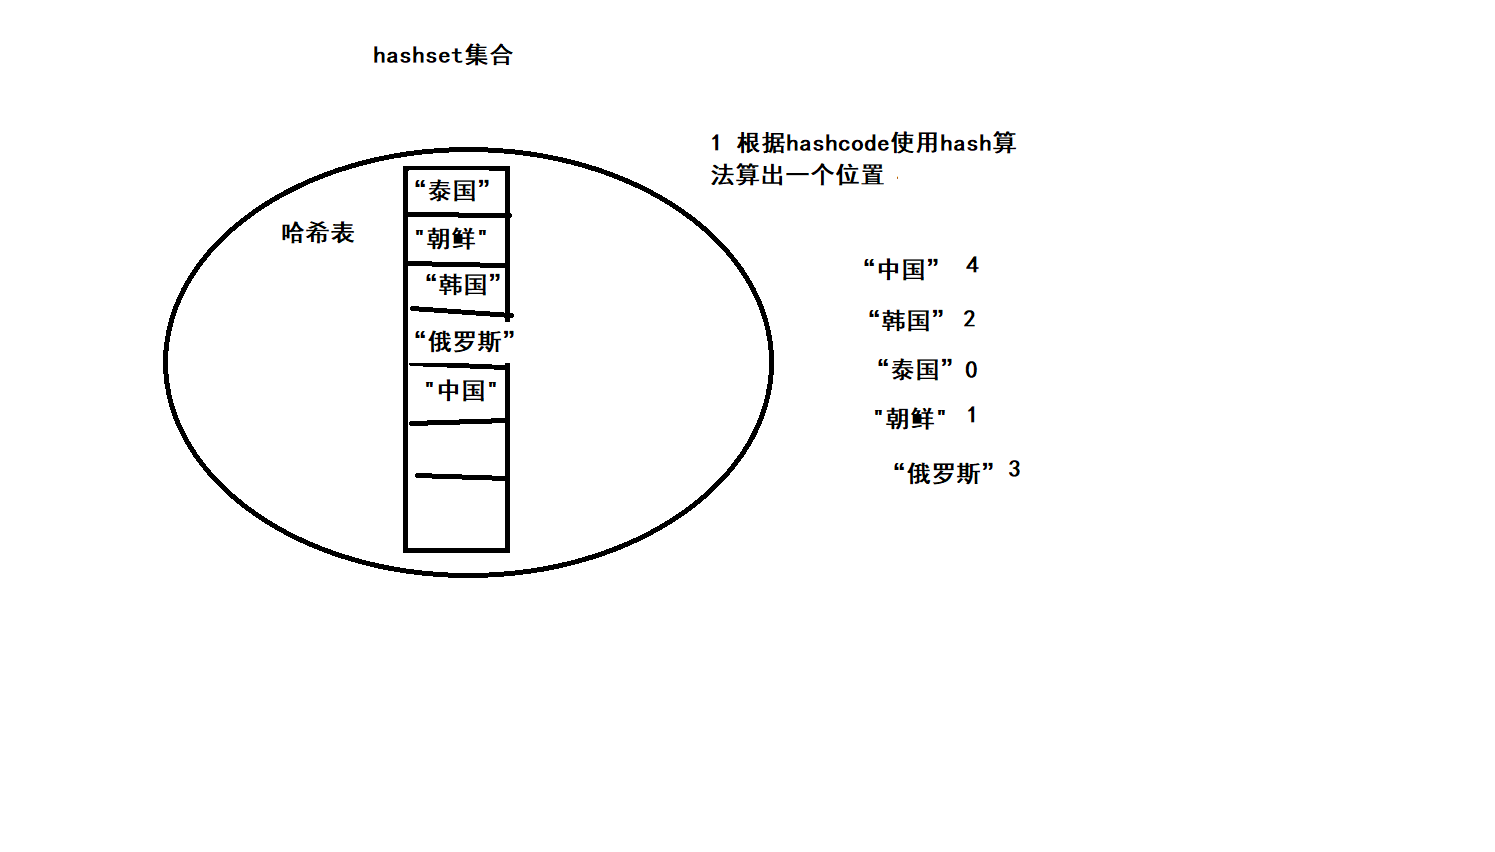 hashset集合
1 根据hashcode使用hash算
法算出一个位置
哈希表
“泰国”
"朝鲜"
“韩国”
“俄罗斯”
"中国"
“中国” 4
“韩国” 2
“泰国” 0
"朝鲜" 1
“俄罗斯” 3